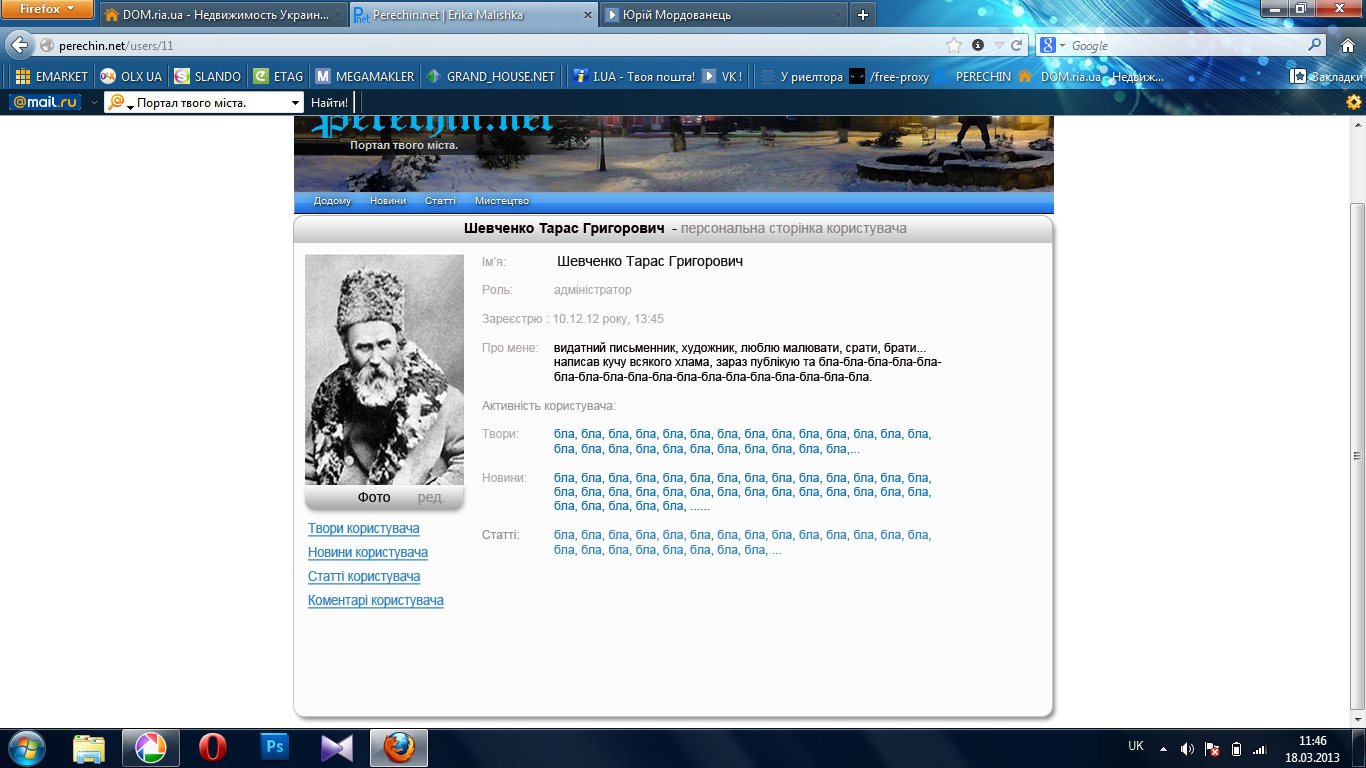 Firefox
DOM.ria.ua - Недвижимость Украин...
Perechin.net | Erika Malishka
Юрій Мордованець
perechin.net/users/11
Google
EMARKET
OLX UA
SLANDO
ETAG
MEGAMAKLER
GRAND_HOUSE.NET
I.UA - Твоя пошта!
VK !
У риелтора
/free-proxy
PERECHIN
DOM.ria.ua - Недвиж...
Закладки
@mail.ru
Портал твого міста.
Найти!
perechin.net
Портал твого міста.
Додому Новини Статті Мистецтво
Шевченко Тарас Григорович - персональна сторінка користувача
Ім'я: Шевченко Тарас Григорович
Роль: адміністратор
Зареєстрю : 10.12.12 року, 13:45
Про мене: видатний письменник, художник, люблю малювати, срати, брати...
написав кучу всякого хлама, зараз публікую та бла-бла-бла-бла-бла-
бла-бла-бла-бла-бла-бла-бла-бла-бла-бла-бла-бла-бла.
Активність користувача:
Твори: бла, бла, бла, бла, бла, бла, бла, бла, бла, бла, бла, бла, бла, бла,
бла, бла, бла, бла, бла, бла, бла, бла, бла, бла, бла,...
Новини: бла, бла, бла, бла, бла, бла, бла, бла, бла, бла, бла, бла, бла, бла,
бла, бла, бла, бла, бла, бла, бла, бла, бла, бла, бла, бла, бла, бла,
бла, бла, бла, бла, бла, ......
Статті: бла, бла, бла, бла, бла, бла, бла, бла, бла, бла, бла, бла, бла, бла,
бла, бла, бла, бла, бла, бла, бла, бла, ...
Фото ред.
Твори користувача
Новини користувача
Статті користувача
Коментарі користувача
Ps
UK
11:46
18.03.2013